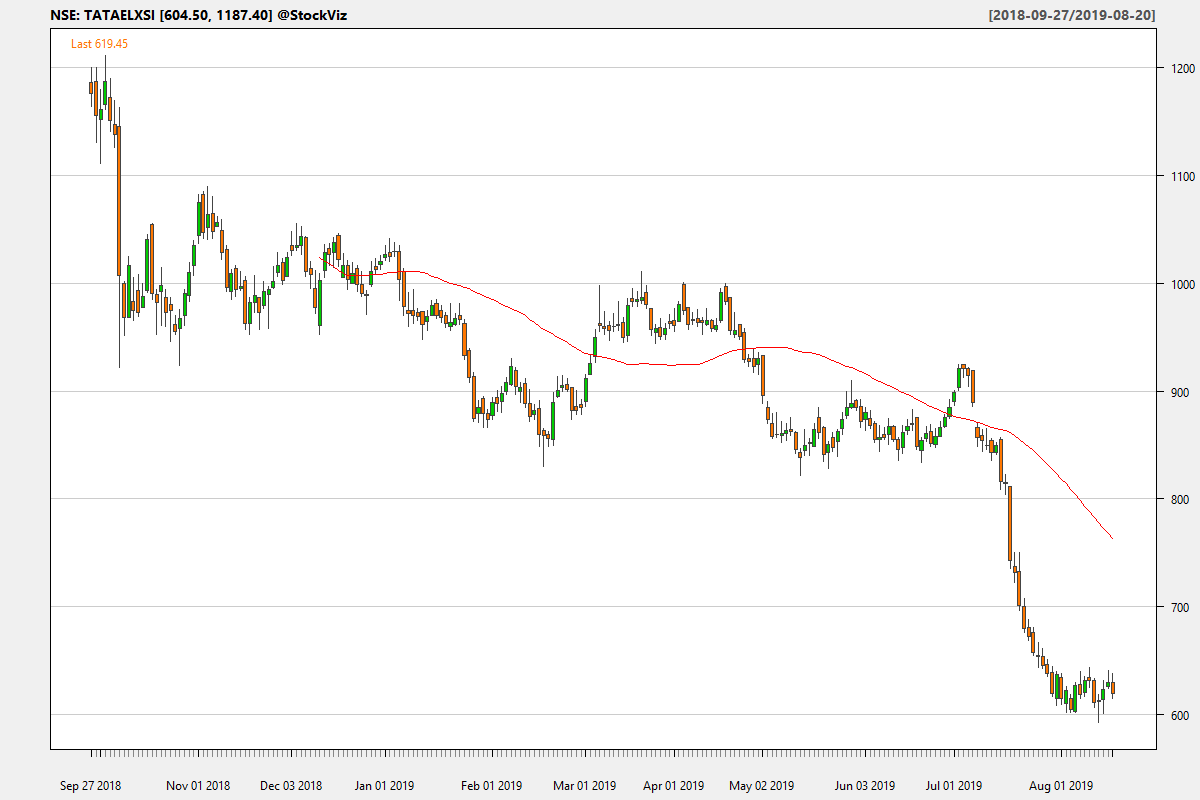 NSE: TATAELXSI [604.50, 1187.40] @StockViz [2018-09-27/2019-08-20]
Last 619.45
1200
1100
1000
900
800
700
600
Sep 27 2018 Nov 01 2018 Dec 03 2018 Jan 01 2019 Feb 01 2019 Mar 01 2019 Apr 01 2019 May 02 2019 Jun 03 2019 Jul 01 2019 Aug 01 2019